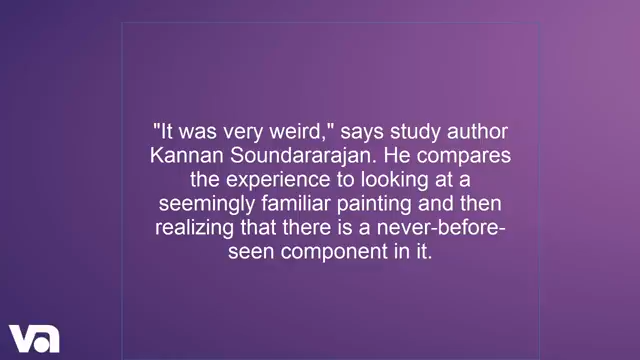 "It was very weird," says study author
Kannan Soundararajan. He compares
the experience to looking at a
seemingly familiar painting and then
realizing that there is a never-before-
seen component in it.
va